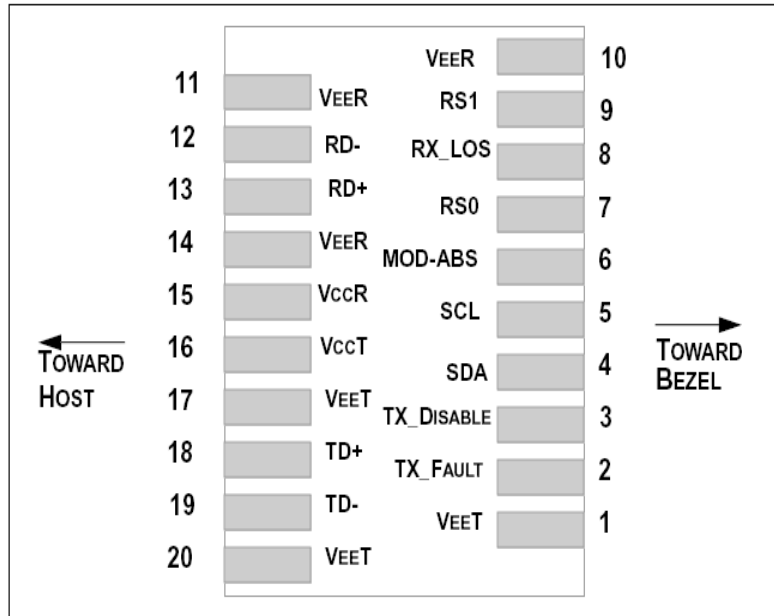 VEER 10
11 VEER
RS1 9
12 RD-
RX_LOS 8
13 RD+
RS0 7
14 VEER
MOD-ABS 6
15 VCCR
SCL 5
16 VCCT
TOWARD HOST
TOWARD BEZEL
SDA 4
17 VEET
TX_DISABLE 3
18 TD+
TX_FAULT 2
19 TD-
VEET 1
20 VEET